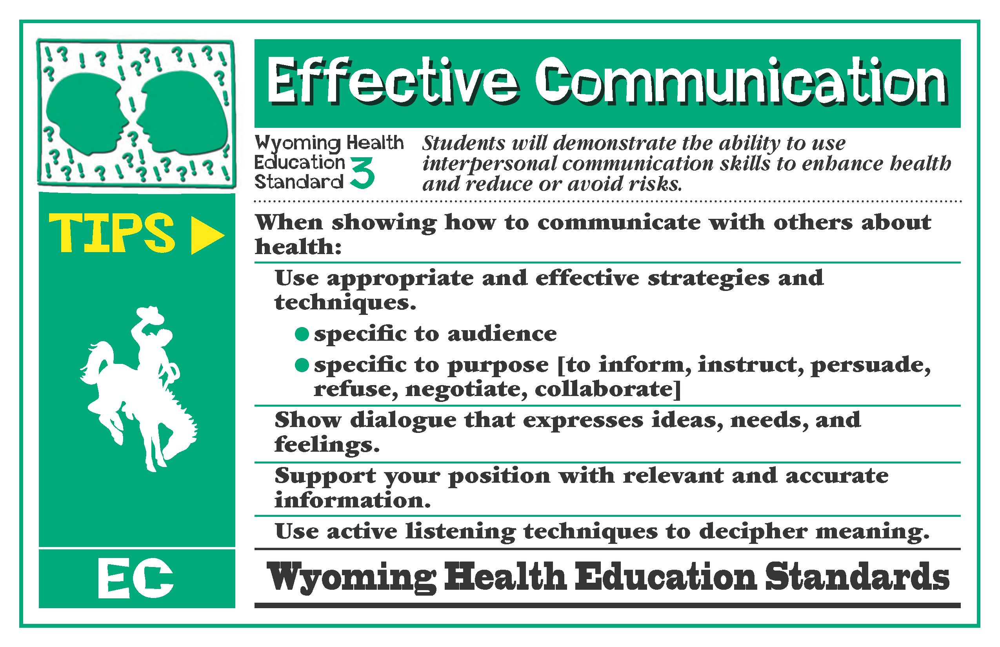 Effective Communication
Wyoming Health
Education 3
Standard
Students will demonstrate the ability to use
interpersonal communication skills to enhance health
and reduce or avoid risks.
TIPS
When showing how to communicate with others about
health:
Use appropriate and effective strategies and
techniques.
● specific to audience
● specific to purpose [to inform, instruct, persuade,
refuse, negotiate, collaborate]
Show dialogue that expresses ideas, needs, and
feelings.
Support your position with relevant and accurate
information.
Use active listening techniques to decipher meaning.
EC
Wyoming Health Education Standards